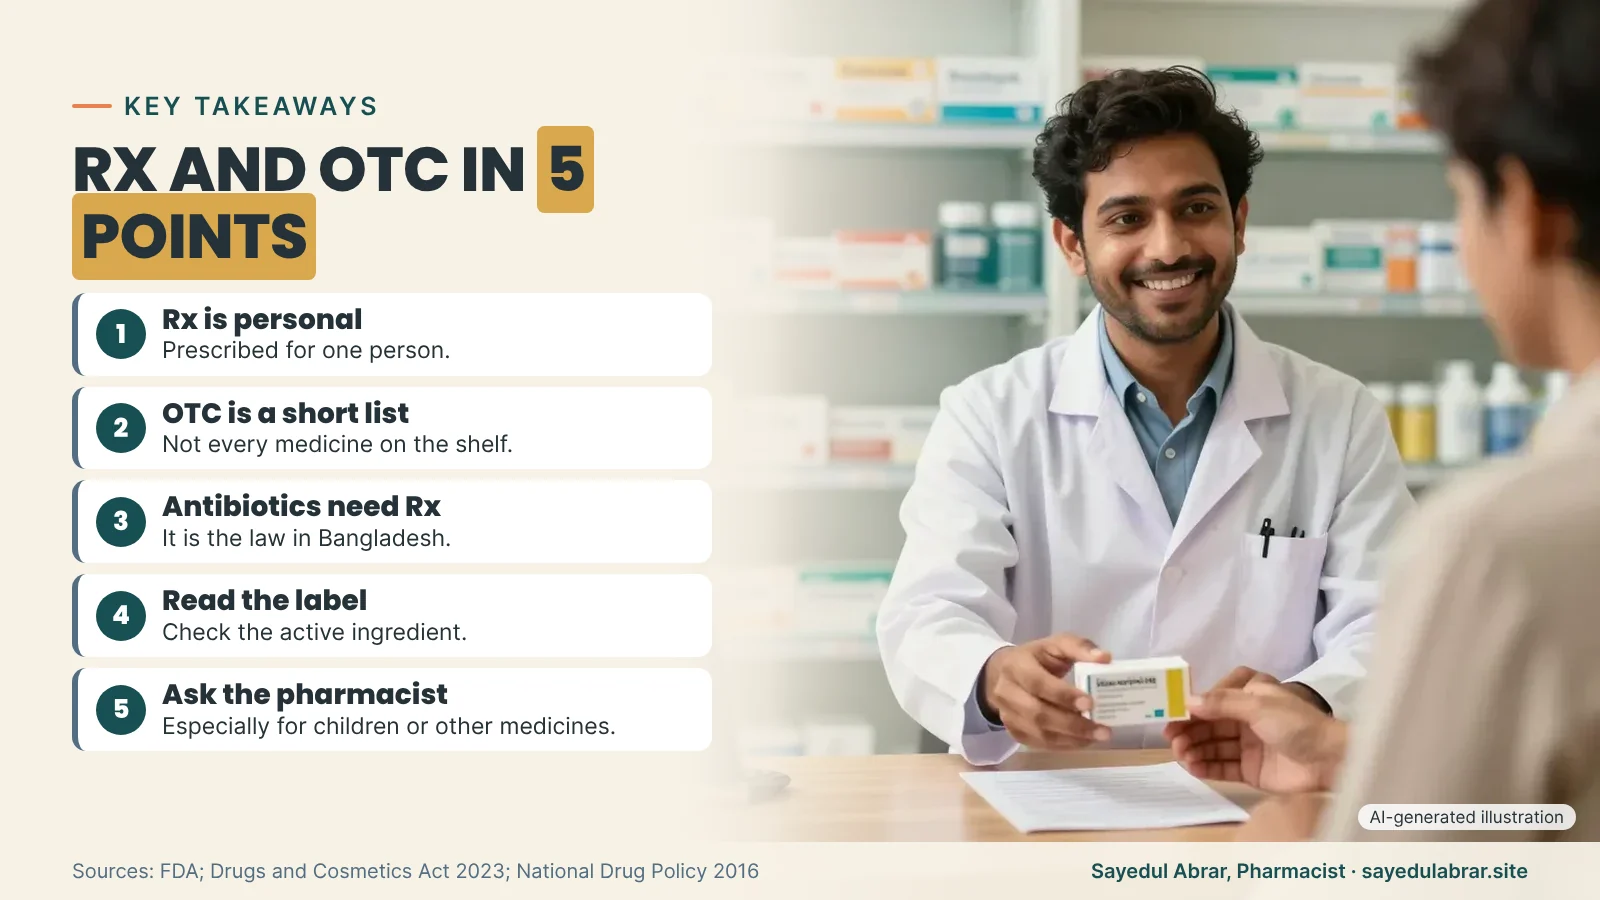 KEY TAKEAWAYS
RX AND OTC IN 5
POINTS
1
Rx is personal
Prescribed for one person.
2
OTC is a short list
Not every medicine on the shelf.
3
Antibiotics need Rx
It is the law in Bangladesh.
4
Read the label
Check the active ingredient.
5
Ask the pharmacist
Especially for children or other medicines.
AI-generated illustration
Sources: FDA; Drugs and Cosmetics Act 2023; National Drug Policy 2016
Sayedul Abrar, Pharmacist · sayedulabrar.site